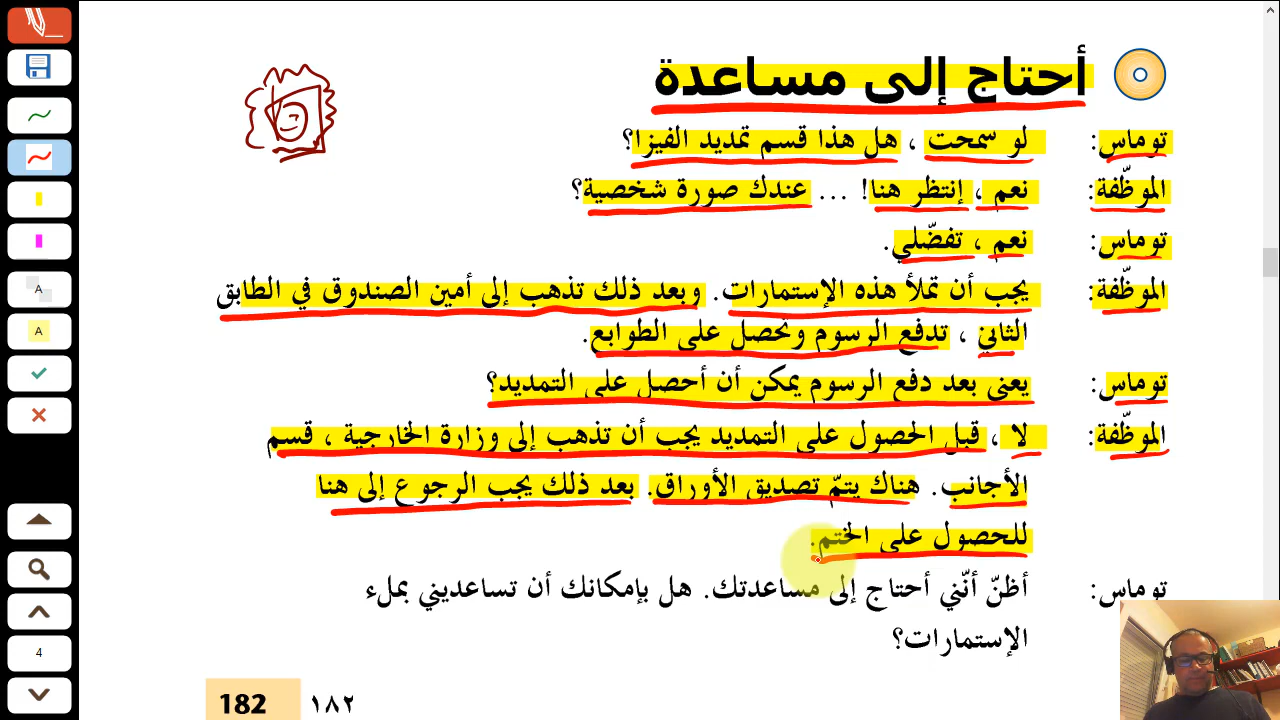 أحتاج إلى مساعدة
توماس: لو سمحت ، هل هذا قسم تمديد الفيزا؟
الموظّفة: نعم ، إنتظر هنا! ... عندك صورة شخصية؟
توماس: نعم ، تفضّلي.
الموظّفة: يجب أن تملأ هذه الإستمارات. وبعد ذلك تذهب إلى أمين الصندوق في الطابق
الثاني ، تدفع الرسوم وتحصل على الطوابع.
توماس: يعني بعد دفع الرسوم يمكن أن أحصل على التمديد؟
الموظّفة: لا ، قبل الحصول على التمديد يجب أن تذهب إلى وزارة الخارجية ، قسم
الأجانب. هناك يتمّ تصديق الأوراق. بعد ذلك يجب الرجوع إلى هنا
للحصول على الختم.
توماس: أظنّ أنّني أحتاج إلى مساعدتك. هل بإمكانك أن تساعديني بملء
الإستمارات؟
182 ١٨٢
A
A
4